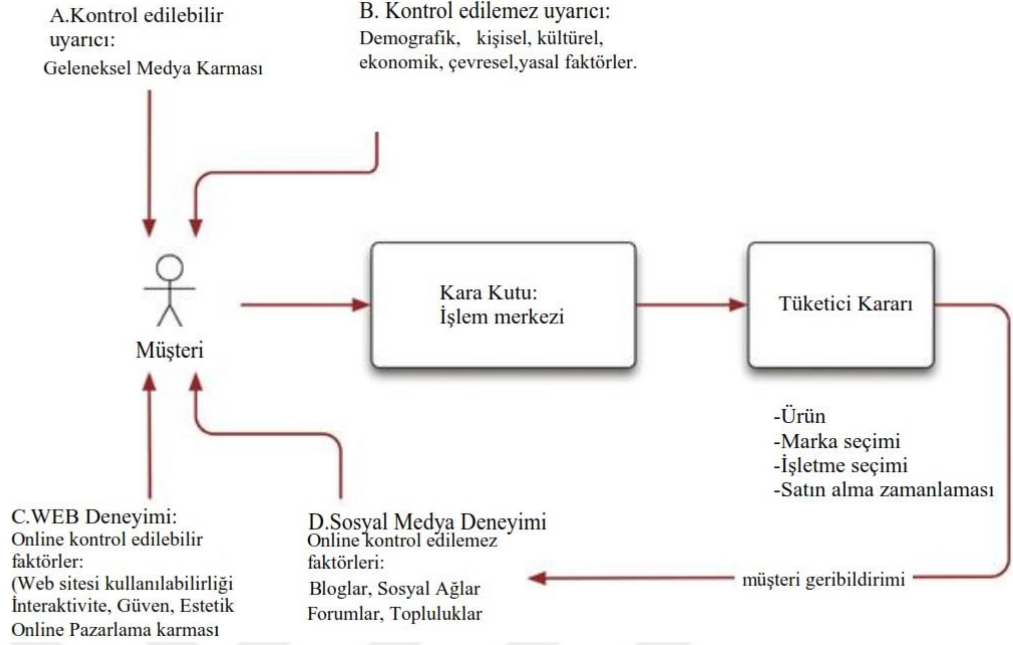 A.Kontrol edilebilir
uyarıcı:
Geleneksel Medya Karması
B. Kontrol edilemez uyarıcı:
Demografik, kişisel, kültürel,
ekonomik, çevresel,yasal faktörler.
Müşteri
Kara Kutu:
İşlem merkezi
Tüketici Kararı
-Ürün
-Marka seçimi
-İşletme seçimi
-Satın alma zamanlaması
C.WEB Deneyimi:
Online kontrol edilebilir
faktörler:
(Web sitesi kullanılabilirliği
İnteraktivite, Güven, Estetik
Online Pazarlama karması
D.Sosyal Medya Deneyimi
Online kontrol edilemez
faktörleri:
Bloglar, Sosyal Ağlar
Forumlar, Topluluklar
müşteri geribildirimi